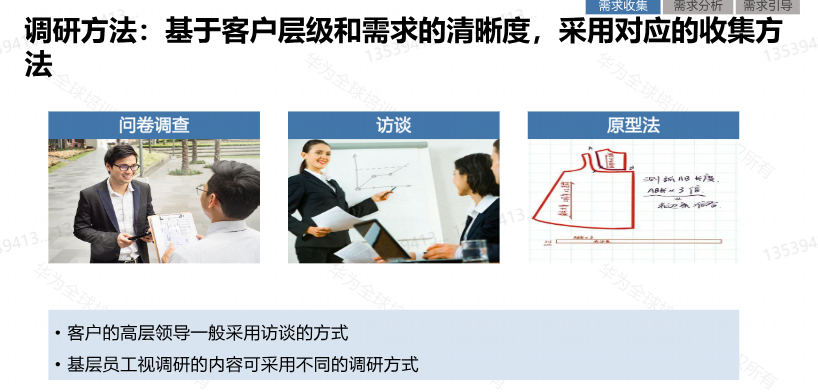 需求收集 需求分析 需求引导
调研方法：基于客户层级和需求的清晰度，采用对应的收集方
法
问卷调查 访谈 原型法
• 客户的高层领导一般采用访谈的方式
• 基层员工视调研的内容可采用不同的调研方式